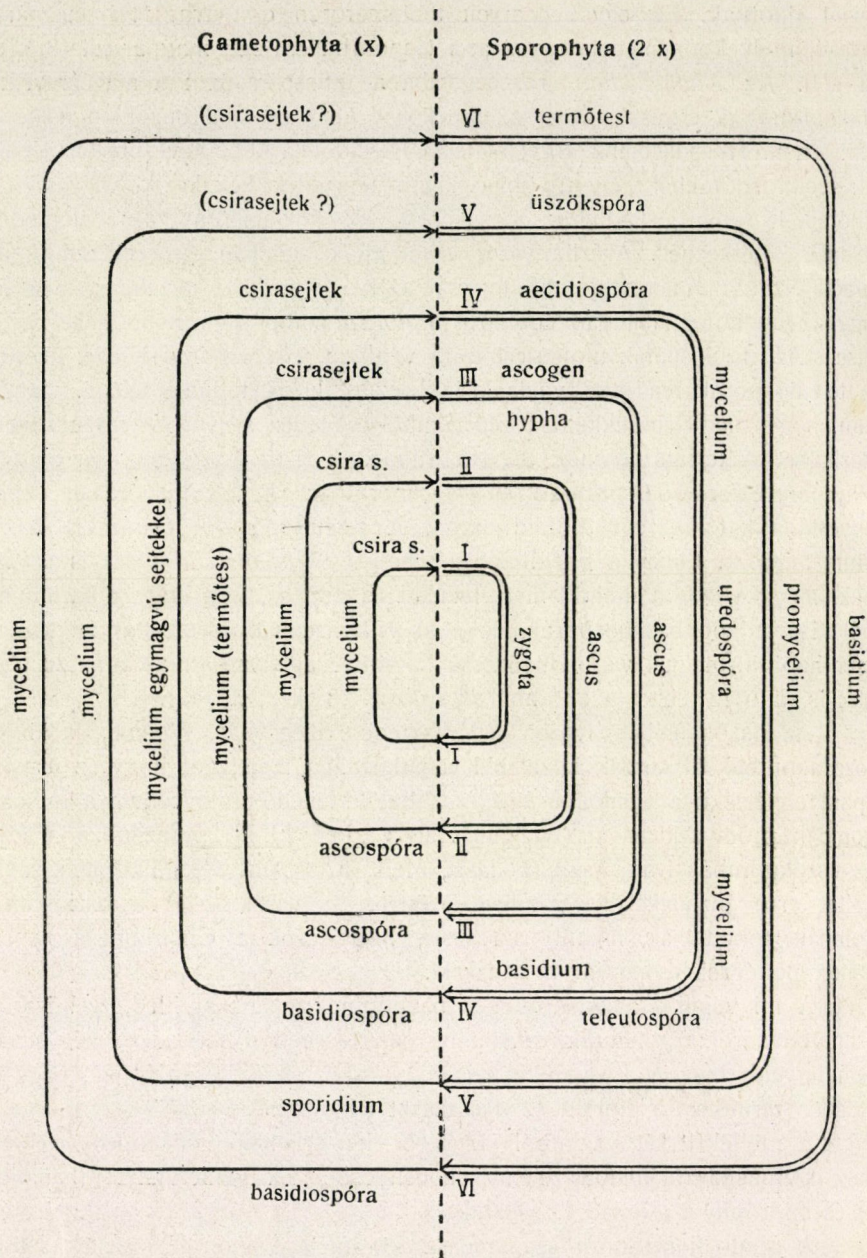 Gametophyta (x)
Sporophyta (2 x)
(csirasejtek ?)
VI
termőtest
(csirasejtek ?)
V
üszökspóra
csirasejtek
IV
aecidiospóra
csirasejtek
III
ascogen
hypha
csira s.
II
csira s.
I
mycelium
mycelium
mycelium egymagvú sejtekkel
mycelium (termőtest)
mycelium
mycelium
zygóta
ascus
ascus
mycelium
uredospóra
mycelium
promycelium
basidium
I
ascospóra
II
ascospóra
III
basidium
basidiospóra
IV
teleutospóra
sporidium
V
basidiospóra
VI